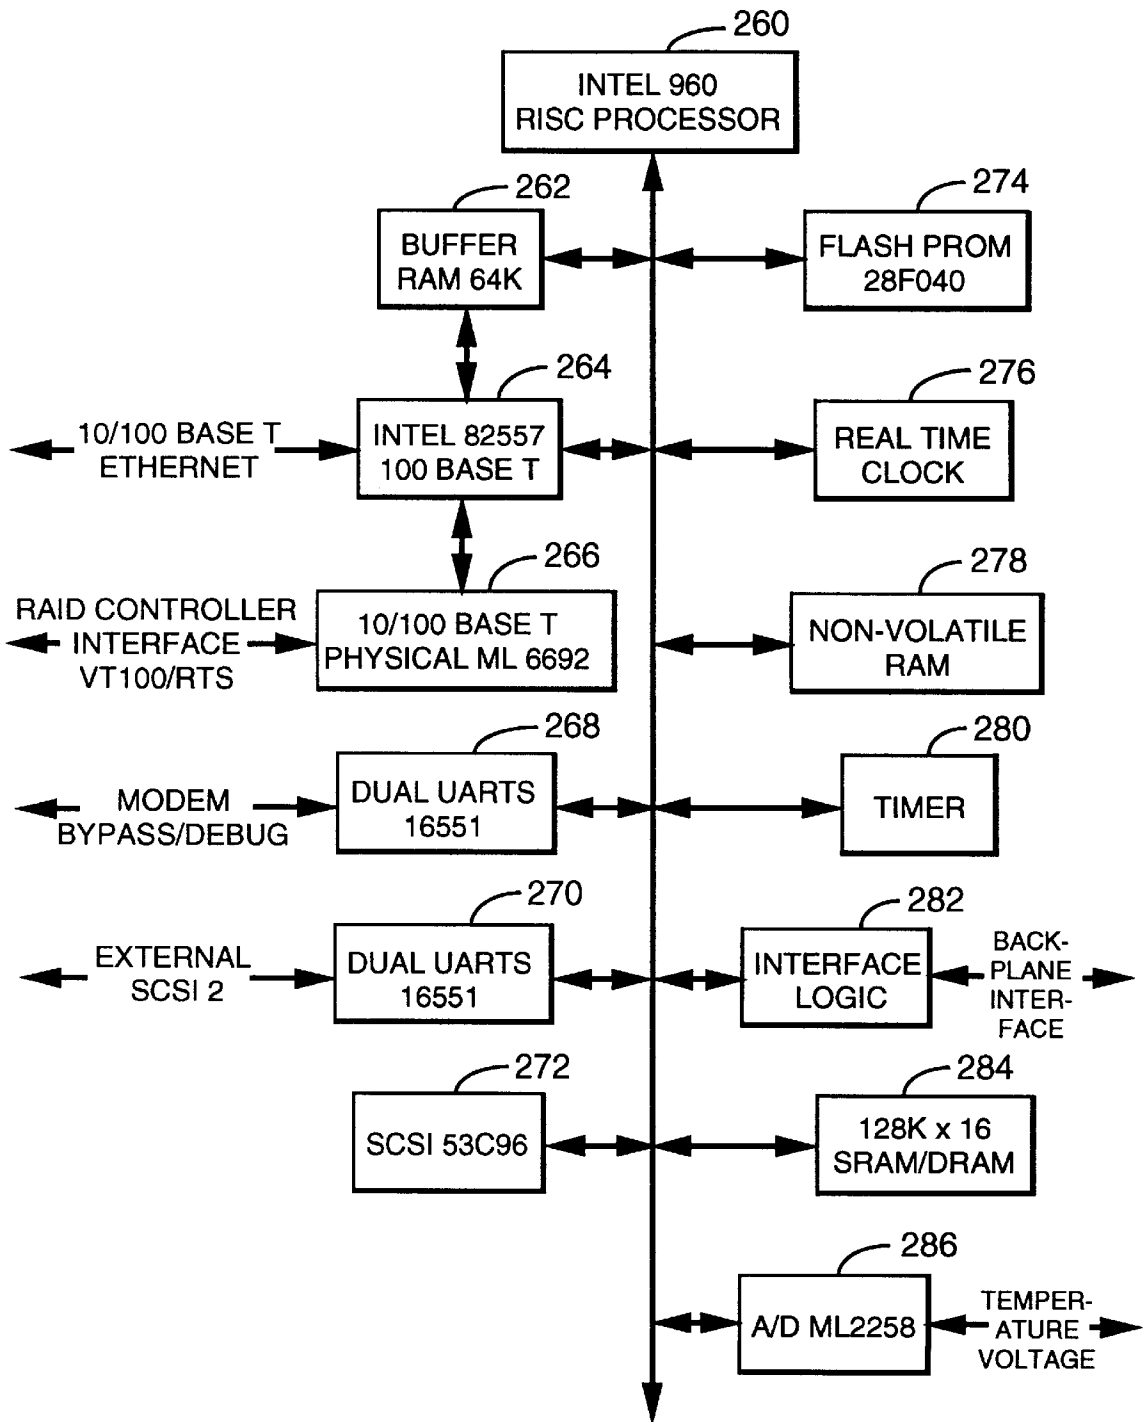 260
INTEL 960
RISC PROCESSOR
262
BUFFER
RAM 64K
274
FLASH PROM
28F040
264
10/100 BASE T
ETHERNET
INTEL 82557
100 BASE T
276
REAL TIME
CLOCK
266
RAID CONTROLLER
INTERFACE
VT100/RTS
10/100 BASE T
PHYSICAL ML 6692
278
NON-VOLATILE
RAM
268
MODEM
BYPASS/DEBUG
DUAL UARTS
16551
280
TIMER
270
EXTERNAL
SCSI 2
DUAL UARTS
16551
282
INTERFACE
LOGIC
BACK-
PLANE
INTER-
FACE
272
SCSI 53C96
284
128K x 16
SRAM/DRAM
286
A/D ML2258
TEMPER-
ATURE
VOLTAGE